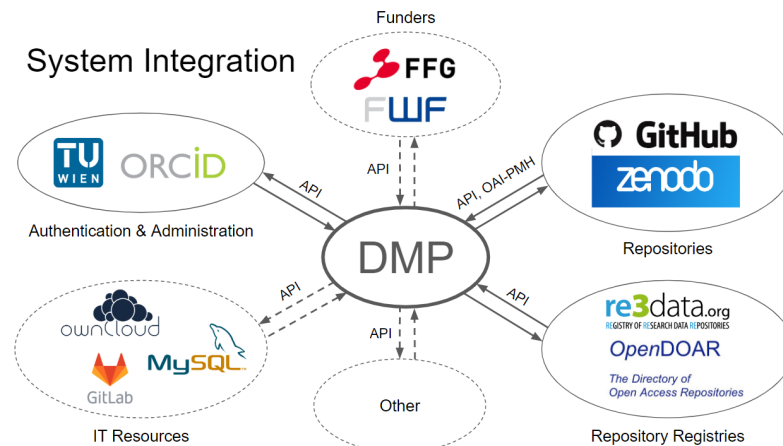 System Integration
Funders
FFG
FWF
API
TU
WIEN
ORCiD
API
Authentication & Administration
API, OAI-PMH
GitHub
zenodo
Repositories
DMP
API
ownCloud
GitLab
MySQL™
IT Resources
API
Other
API
re3data.org
REGISTRY OF RESEARCH DATA REPOSITORIES
OpenDOAR
The Directory of
Open Access Repositories
Repository Registries